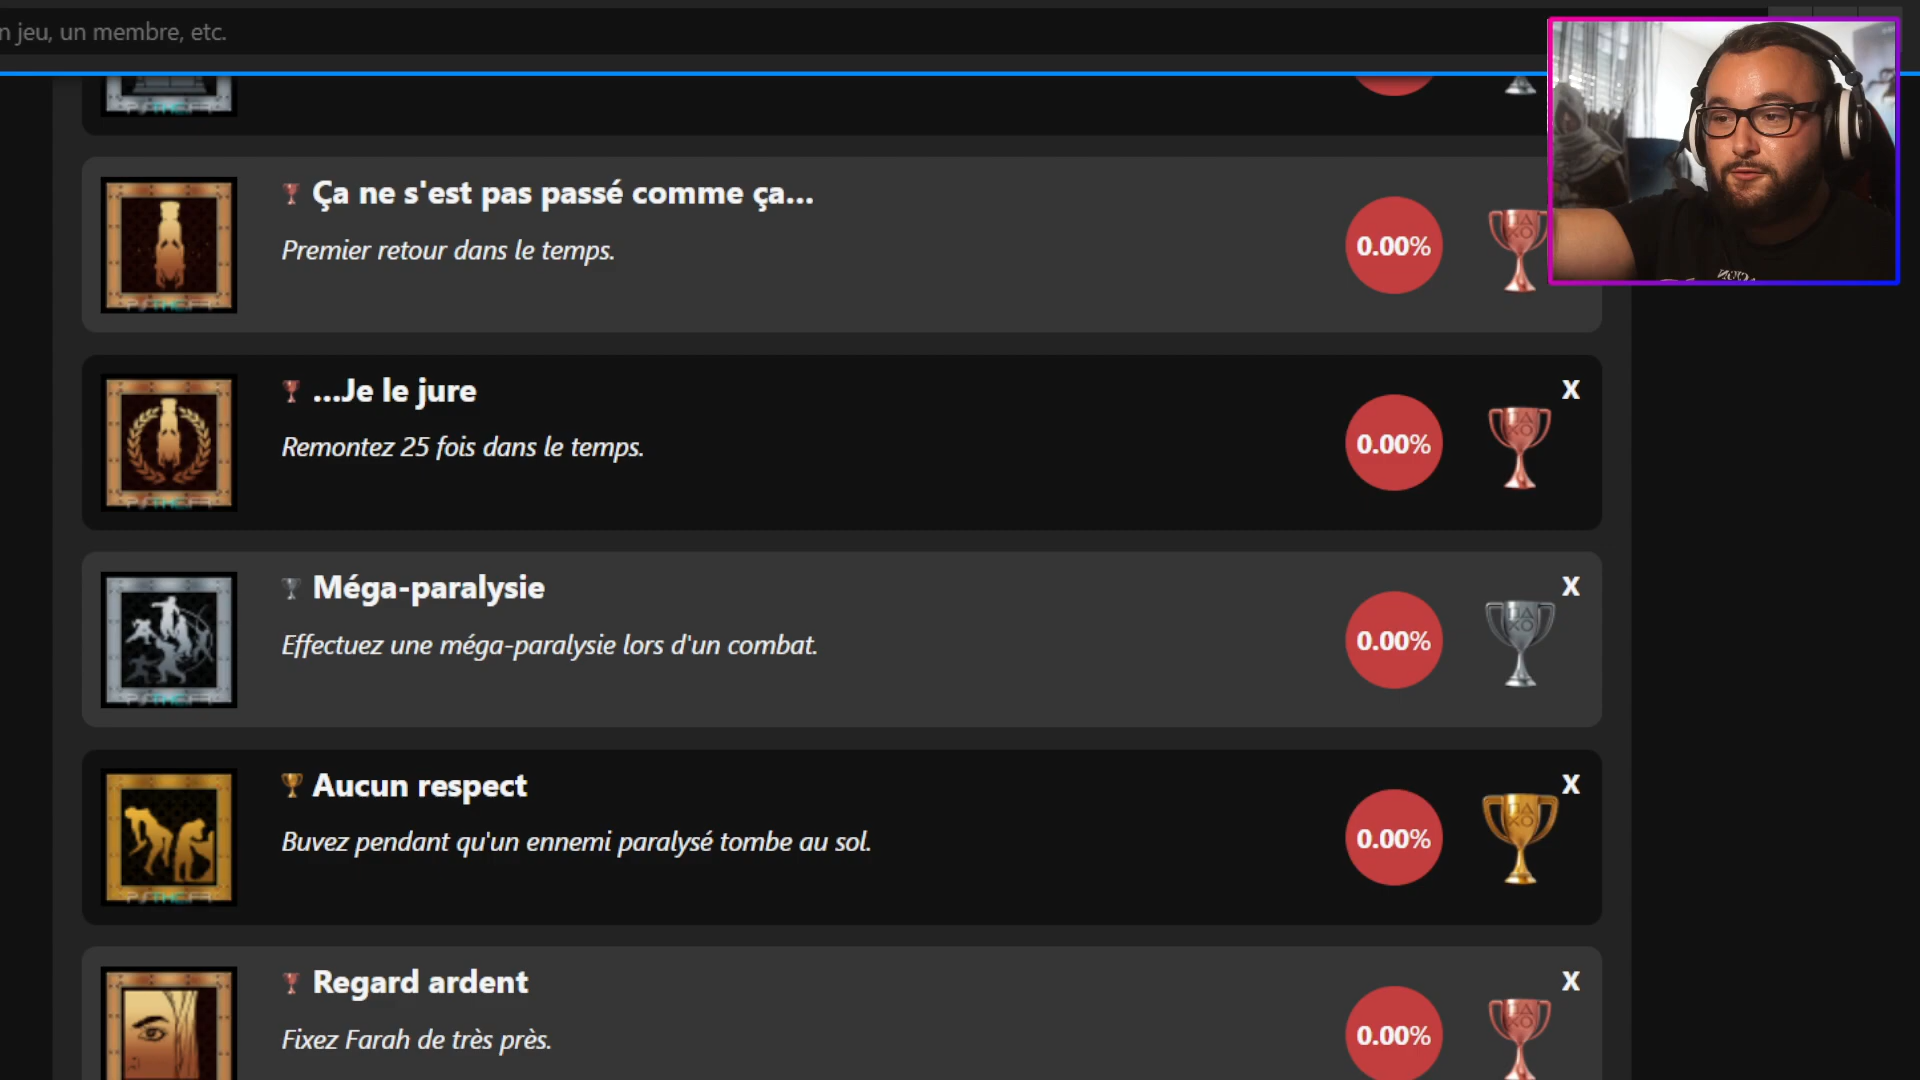 n jeu, un membre, etc.
Ça ne s'est pas passé comme ça...
Premier retour dans le temps.
0.00%
...Je le jure
Remontez 25 fois dans le temps.
0.00%
X
Méga-paralysie
Effectuez une méga-paralysie lors d'un combat.
0.00%
X
Aucun respect
Buvez pendant qu'un ennemi paralysé tombe au sol.
0.00%
X
Regard ardent
Fixez Farah de très près.
0.00%
X